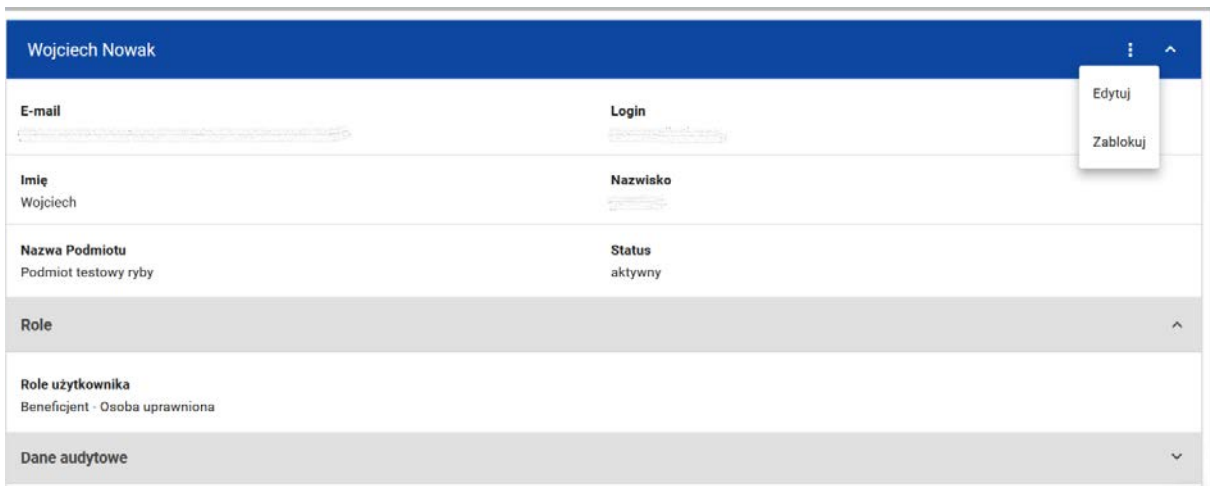 Wojciech Nowak
Edytuj
Zablokuj
E-mail
Login
Imię
Nazwisko
Wojciech
Nazwa Podmiotu
Status
Podmiot testowy ryby
aktywny
Role
Role użytkownika
Beneficjent - Osoba uprawniona
Dane audytowe